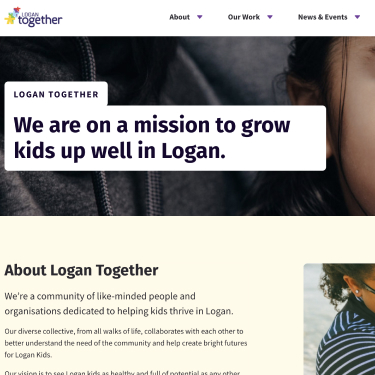 LOGAN
together
About
Our Work
News & Events
LOGAN TOGETHER
We are on a mission to grow
kids up well in Logan.
About Logan Together
We're a community of like-minded people and
organisations dedicated to helping kids thrive in Logan.
Our diverse collective, from all walks of life, collaborates with each other to
better understand the need of the community and help create bright futures
for Logan Kids.
Our vision is to see Logan kids as healthy and full of potential as any other